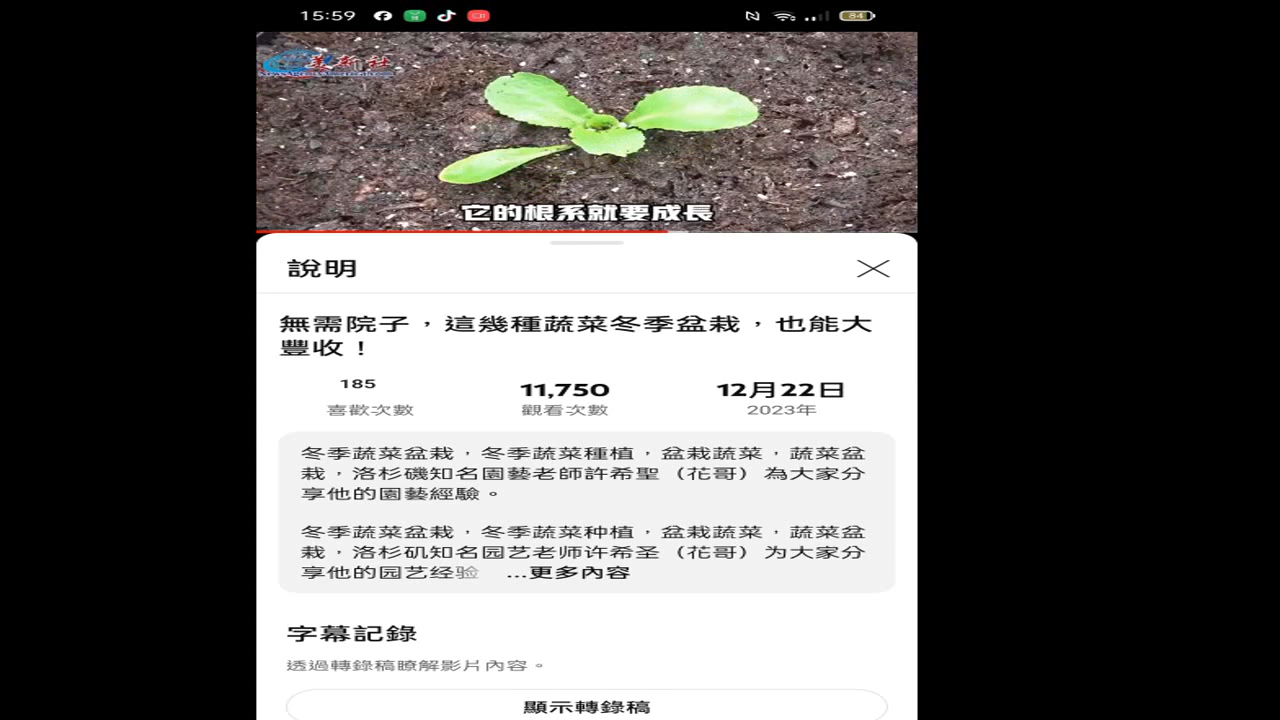 15:59
84
美新社
它的根系就要成長
說明
無需院子，這幾種蔬菜冬季盆栽，也能大
豐收！
185
11,750
12月22日
喜歡次數
觀看次數
2023年
冬季蔬菜盆栽，冬季蔬菜種植，盆栽蔬菜，蔬菜盆
栽，洛杉磯知名園藝老師許希聖（花哥）為大家分
享他的園藝經驗。
冬季蔬菜盆栽，冬季蔬菜种植，盆栽蔬菜，蔬菜盆
栽，洛杉矶知名园艺老师许希圣（花哥）为大家分
享他的园艺经验 ...更多內容
字幕記錄
透過轉錄稿瞭解影片內容。
顯示轉錄稿